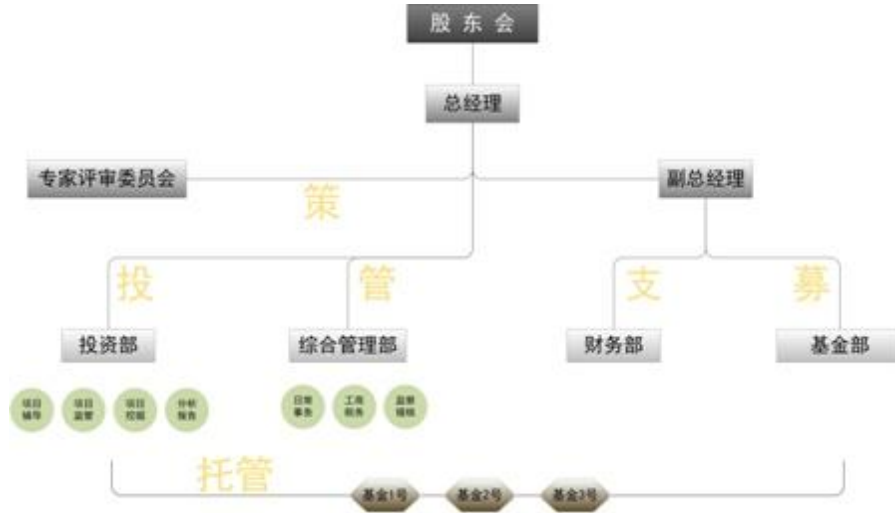 股东会
总经理
专家评审委员会
副总经理
策
投
管
支
募
投资部
综合管理部
财务部
基金部
项目
辅导
项目
监管
项目
挖掘
分析
报告
日常
事务
工商
税务
监察
稽核
托管
基金1号
基金2号
基金3号